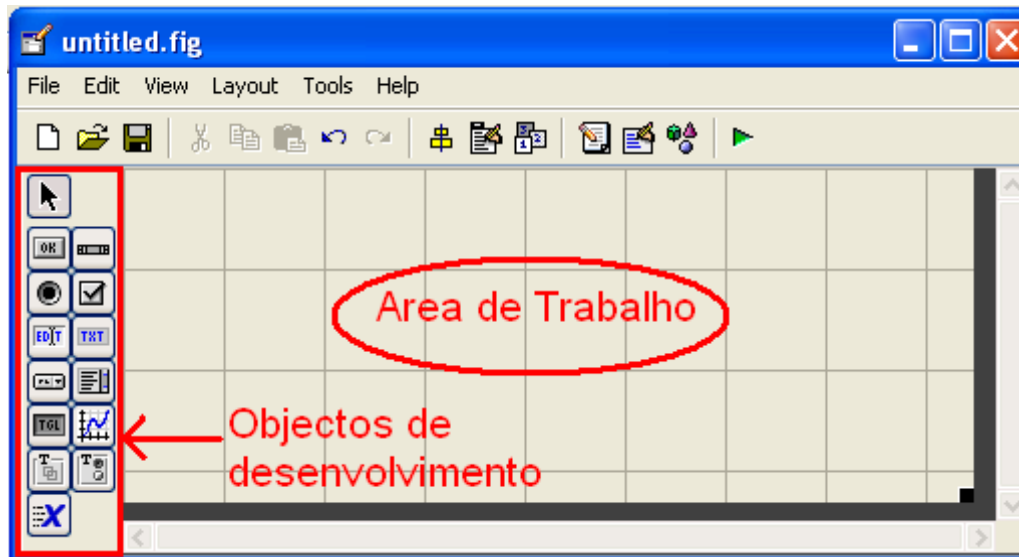 untitled.fig
File Edit View Layout Tools Help
OK
EDIT TXT
TGL
T T
X
Area de Trabalho
Objectos de
desenvolvimento